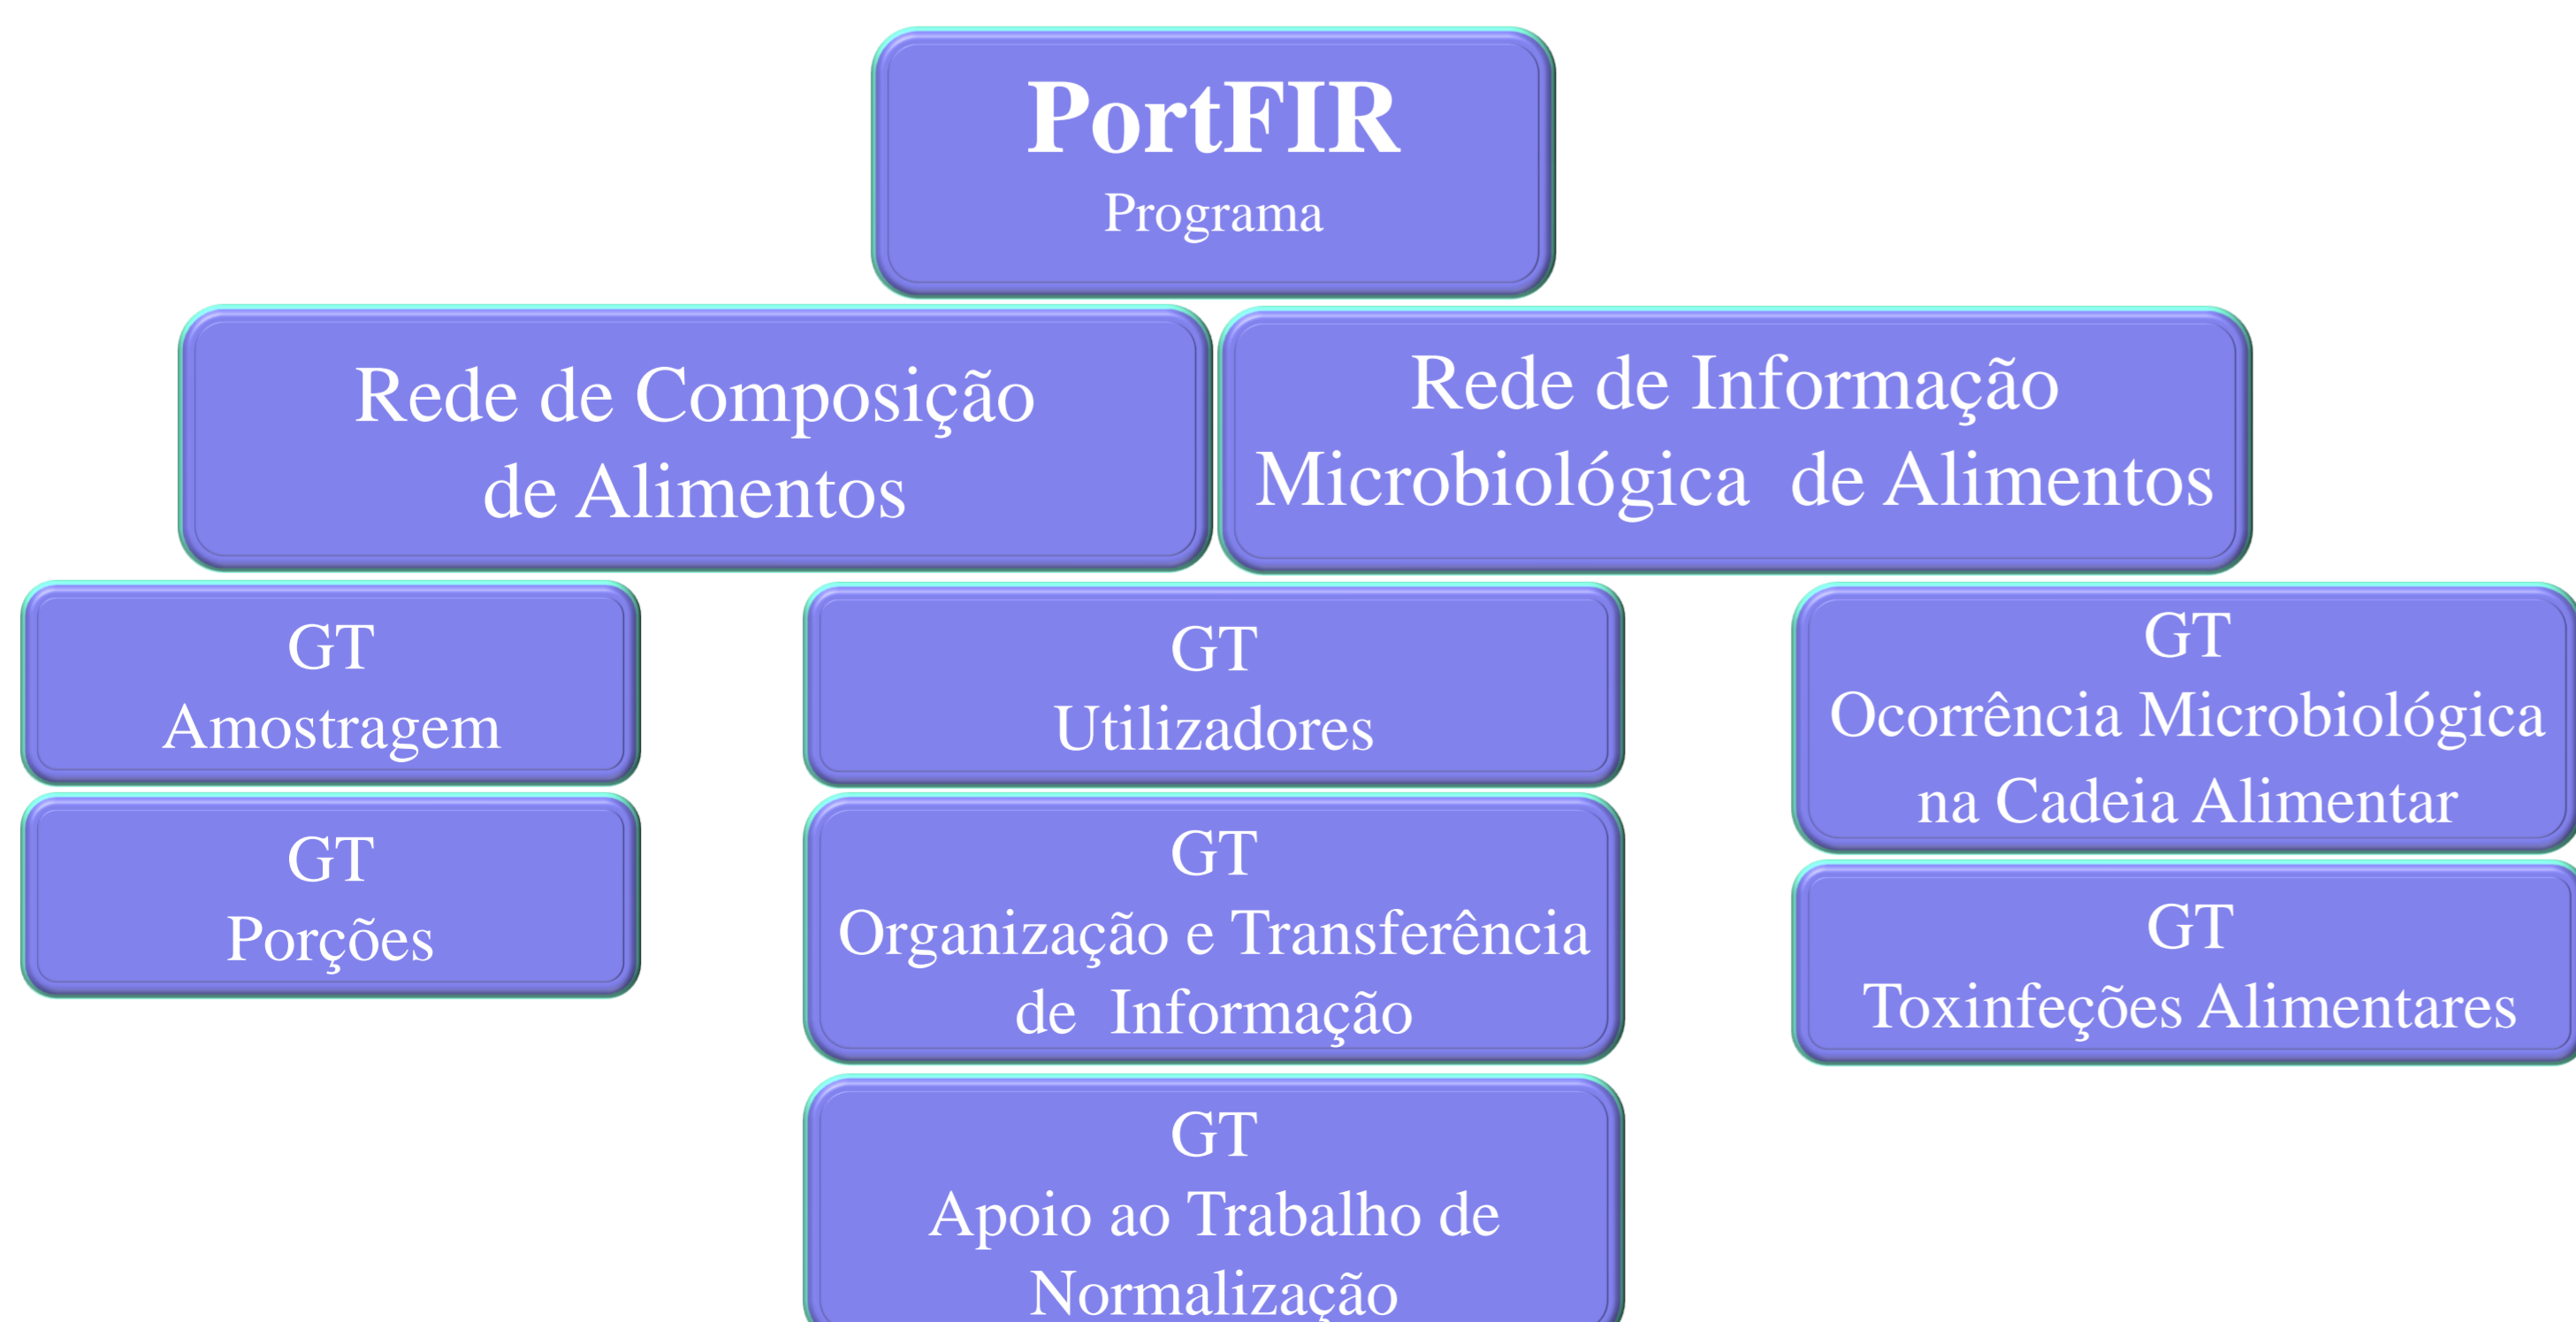 PortFIR
Programa
Rede de Composição
de Alimentos
Rede de Informação
Microbiológica  de Alimentos
GT
Amostragem
GT
Porções
GT
Utilizadores
GT
Organização e Transferência
de  Informação
GT
Apoio ao Trabalho de
Normalização
GT
Ocorrência Microbiológica
na Cadeia Alimentar
GT
Toxinfeções Alimentares